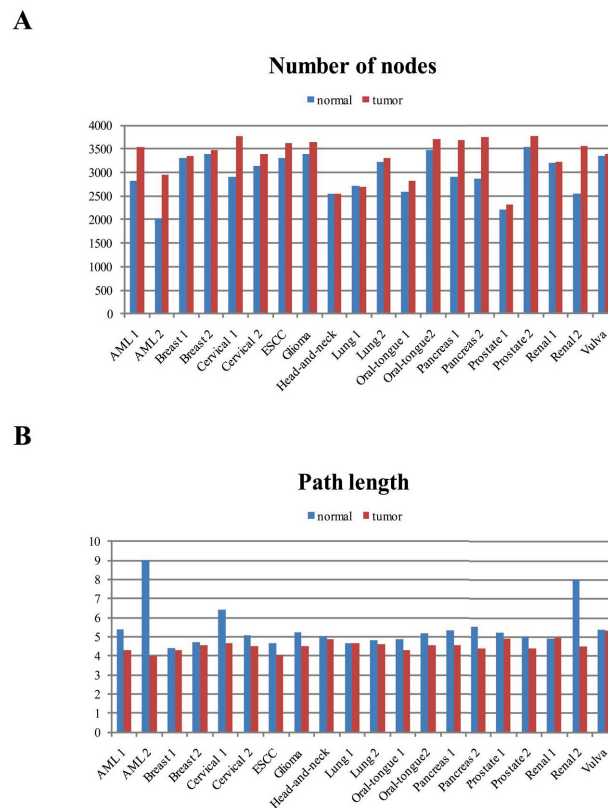 A
Number of nodes
normal tumor
4000
3500
3000
2500
2000
1500
1000
500
0
AML 1 AML 2 Breast 1 Breast 2 Cervical 1 Cervical 2 ESCC Glioma Head-and-neck Lung 1 Lung 2 Oral-tongue 1 Oral-tongue2 Pancreas 1 Pancreas 2 Prostate 1 Prostate 2 Renal 1 Renal 2 Vulva
B
Path length
normal tumor
10
9
8
7
6
5
4
3
2
1
0
AML 1 AML 2 Breast 1 Breast 2 Cervical 1 Cervical 2 ESCC Glioma Head-and-neck Lung 1 Lung 2 Oral-tongue 1 Oral-tongue2 Pancreas 1 Pancreas 2 Prostate 1 Prostate 2 Renal 1 Renal 2 Vulva